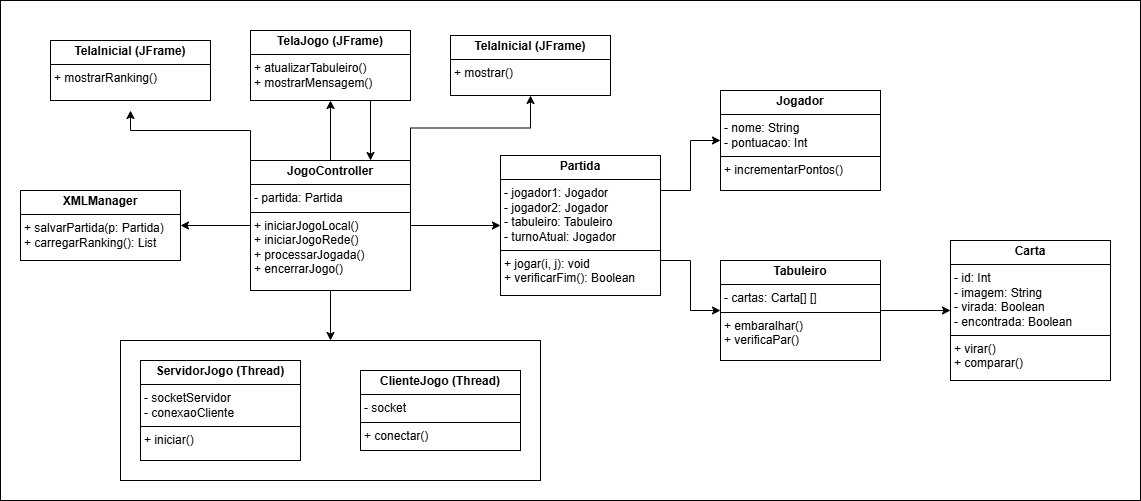 TelaInicial (JFrame)
+ mostrarRanking()
TelaJogo (JFrame)
+ atualizarTabuleiro()
+ mostrarMensagem()
TelaInicial (JFrame)
+ mostrar()
Jogador
- nome: String
- pontuacao: Int
+ incrementarPontos()
JogoController
- partida: Partida
+ iniciarJogoLocal()
+ iniciarJogoRede()
+ processarJogada()
+ encerrarJogo()
Partida
- jogador1: Jogador
- jogador2: Jogador
- tabuleiro: Tabuleiro
- turnoAtual: Jogador
+ jogar(i, j): void
+ verificarFim(): Boolean
XMLManager
+ salvarPartida(p: Partida)
+ carregarRanking(): List
Tabuleiro
- cartas: Carta[] []
+ embaralhar()
+ verificaPar()
Carta
- id: Int
- imagem: String
- virada: Boolean
- encontrada: Boolean
+ virar()
+ comparar()
ServidorJogo (Thread)
- socketServidor
- conexaoCliente
+ iniciar()
ClienteJogo (Thread)
- socket
+ conectar()